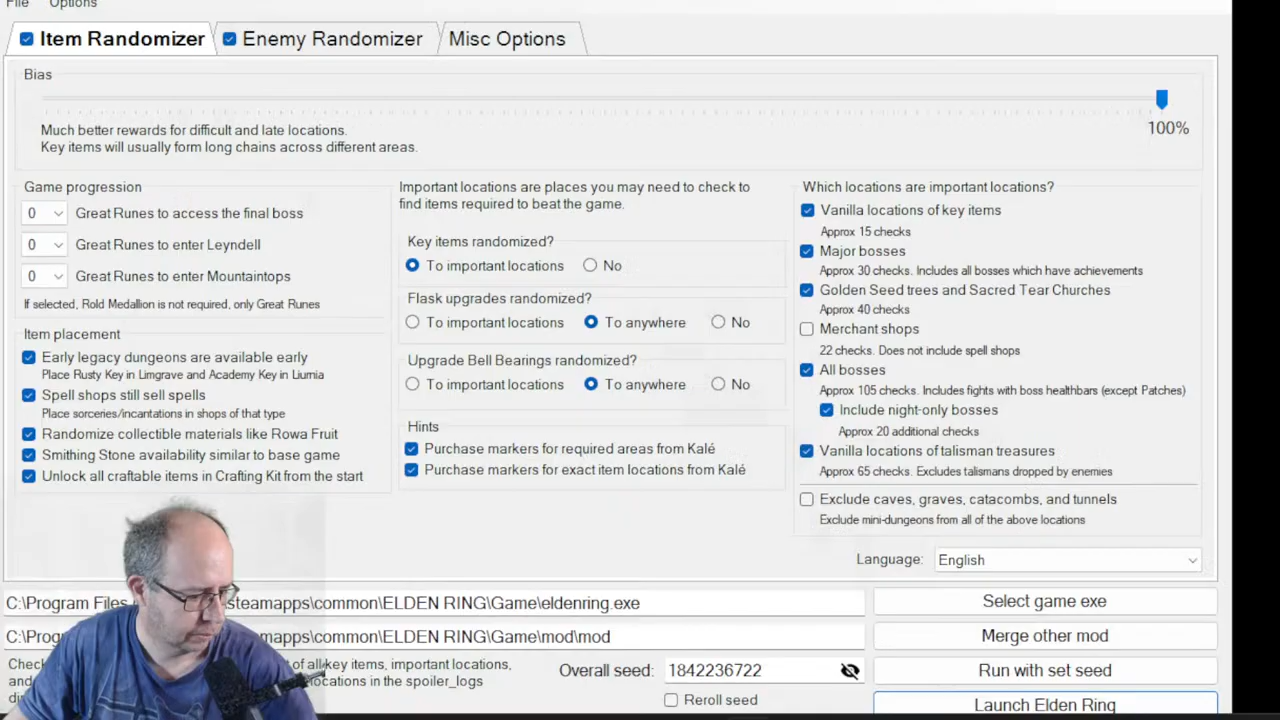 File Options
Item Randomizer Enemy Randomizer Misc Options
Bias
Much better rewards for difficult and late locations.
Key items will usually form long chains across different areas.
100%
Game progression
0 Great Runes to access the final boss
0 Great Runes to enter Leyndell
0 Great Runes to enter Mountaintops
If selected, Rold Medallion is not required, only Great Runes
Item placement
Early legacy dungeons are available early
Place Rusty Key in Limgrave and Academy Key in Liurnia
Spell shops still sell spells
Place sorceries/incantations in shops of that type
Randomize collectible materials like Rowa Fruit
Smithing Stone availability similar to base game
Unlock all craftable items in Crafting Kit from the start
Important locations are places you may need to check to
find items required to beat the game.
Key items randomized?
To important locations No
Flask upgrades randomized?
To important locations To anywhere No
Upgrade Bell Bearings randomized?
To important locations To anywhere No
Hints
Purchase markers for required areas from Kalé
Purchase markers for exact item locations from Kalé
Which locations are important locations?
Vanilla locations of key items
Approx 15 checks
Major bosses
Approx 30 checks. Includes all bosses which have achievements
Golden Seed trees and Sacred Tear Churches
Approx 40 checks
Merchant shops
22 checks. Does not include spell shops
All bosses
Approx 105 checks. Includes fights with boss healthbars (except Patches)
Include night-only bosses
Approx 20 additional checks
Vanilla locations of talisman treasures
Approx 65 checks. Excludes talismans dropped by enemies
Exclude caves, graves, catacombs, and tunnels
Exclude mini-dungeons from all of the above locations
Language: English
C:\Program Files steamapps\common\ELDEN RING\Game\eldenring.exe
Select game exe
steamapps\common\ELDEN RING\Game\mod\mod
Merge other mod
of all key items, important locations,
locations in the spoiler_logs
Overall seed: 1842236722
Run with set seed
Reroll seed
Launch Elden Ring